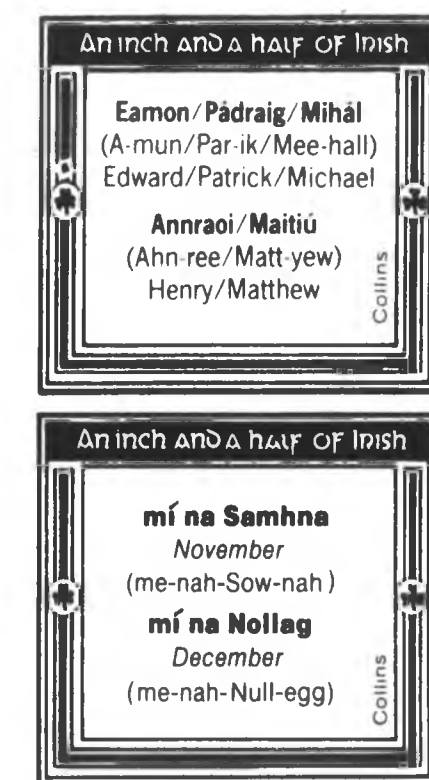 An inch and a half of Irish
Eamon/Pádraig/Mihál
(A-mun/Par-ik/Mee-hall)
Edward/Patrick/Michael
Annraoi/Maitiú
(Ahn-ree/Matt-yew)
Henry/Matthew
Collins
An inch and a half of Irish
mí na Samhna
November
(me-nah-Sow-nah)
mí na Nollag
December
(me-nah-Null-egg)
Collins